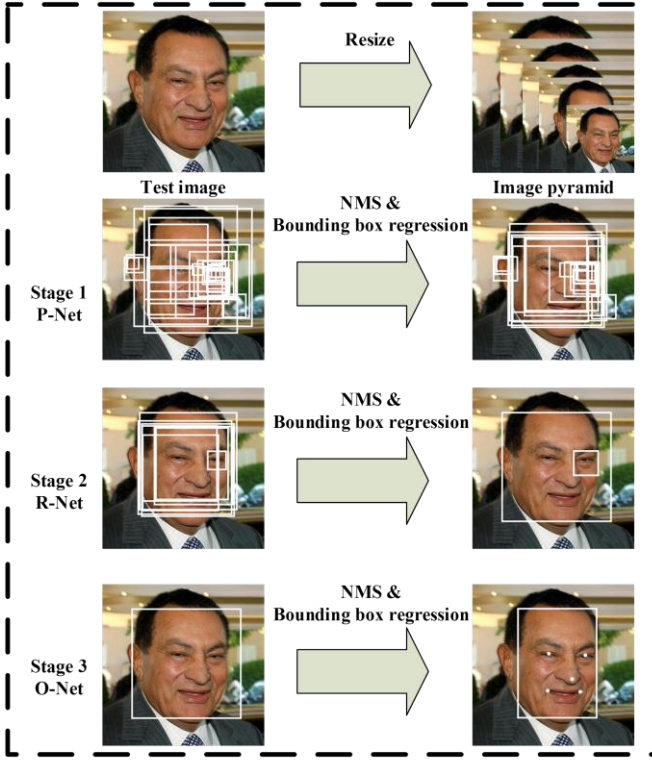 Resize
Test image
Image pyramid
NMS &
Bounding box regression
Stage 1
P-Net
NMS &
Bounding box regression
Stage 2
R-Net
NMS &
Bounding box regression
Stage 3
O-Net